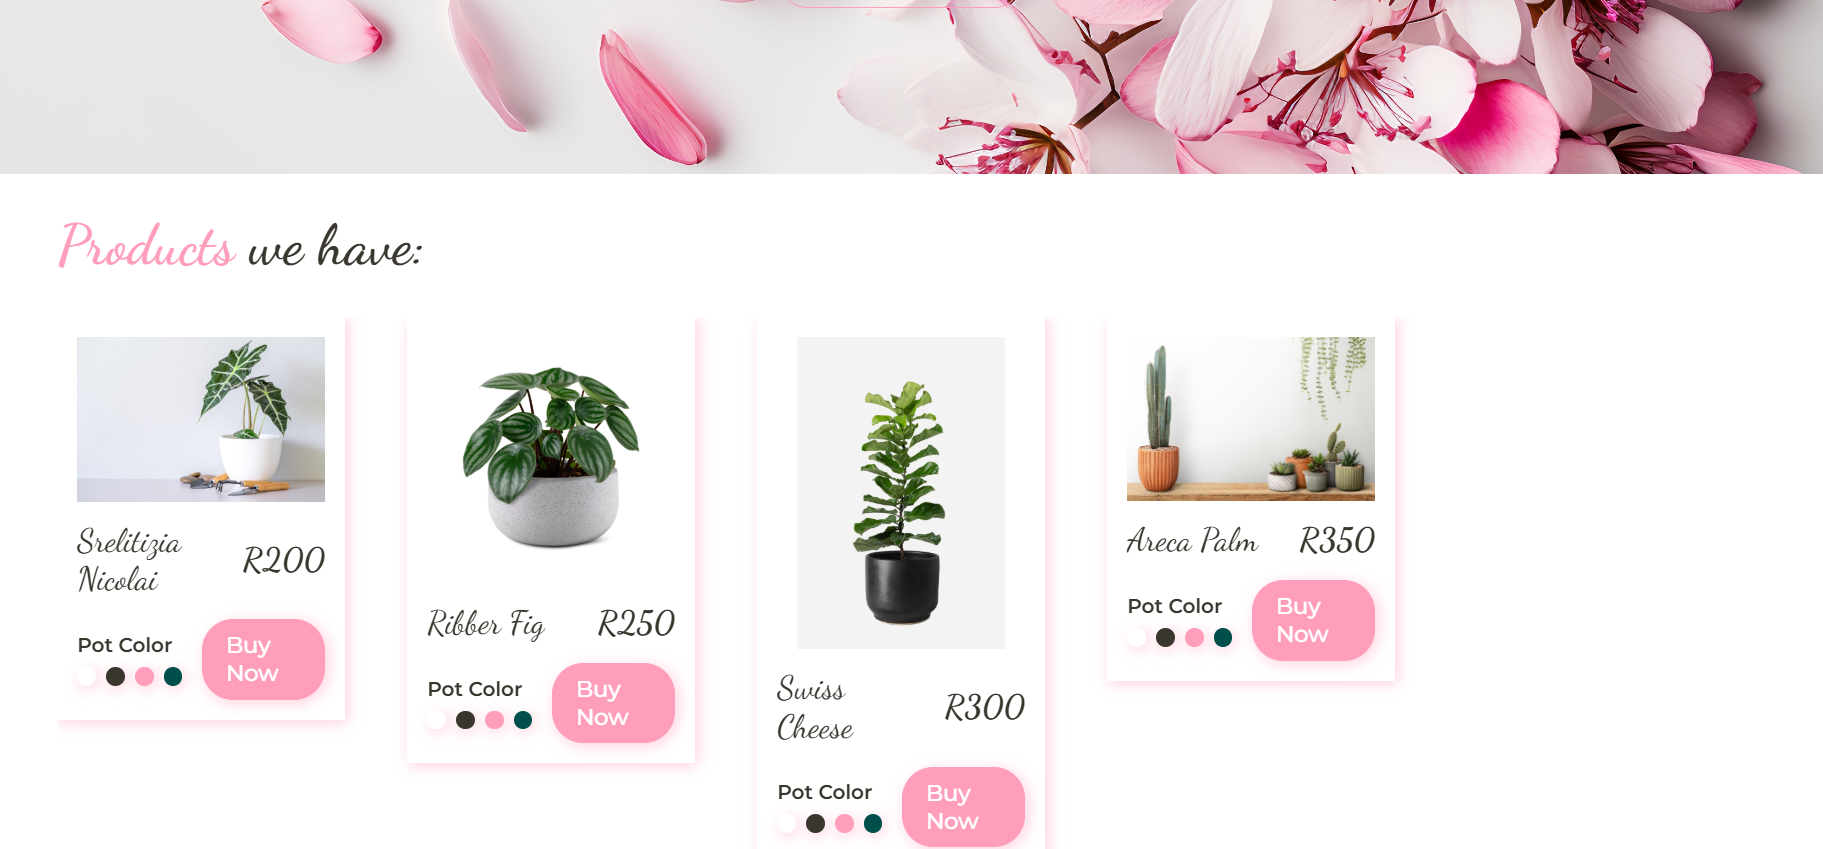 Products we have:
Srelitizia
Nicolai
R200
Pot Color
Buy
Now
Ribber Fig
R250
Pot Color
Buy
Now
Swiss
Cheese
R300
Pot Color
Buy
Now
Areca Palm
R350
Pot Color
Buy
Now